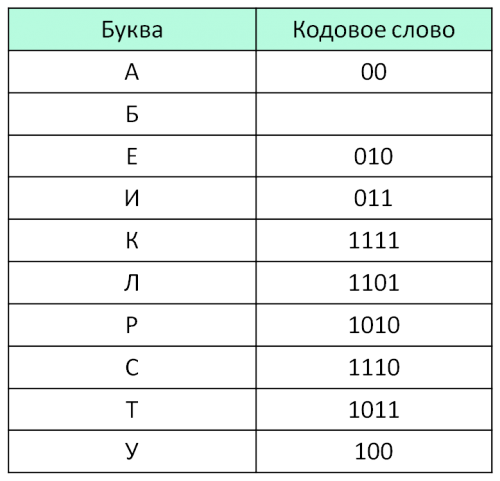 Буква Кодовое слово
А 00
Б
Е 010
И 011
К 1111
Л 1101
Р 1010
С 1110
Т 1011
У 100